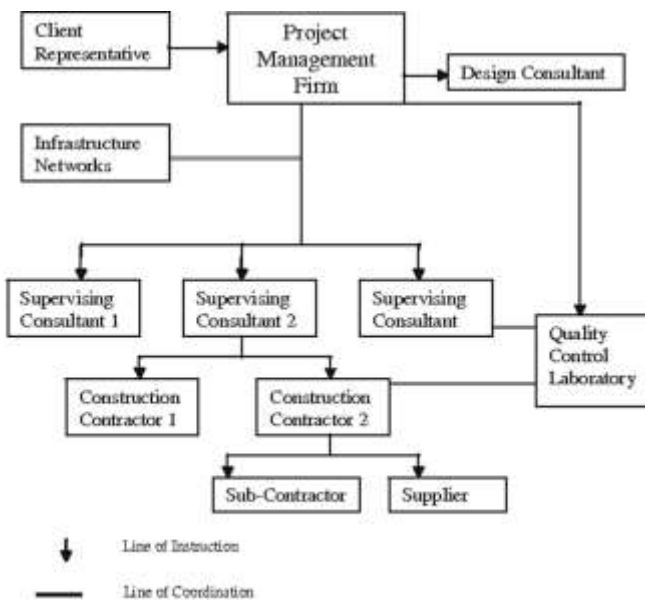 Client
Representative
Project
Management
Firm
Design Consultant
Infrastructure
Networks
Supervising
Consultant 1
Supervising
Consultant 2
Supervising
Consultant
Quality
Control
Laboratory
Construction
Contractor 1
Construction
Contractor 2
Sub-Contractor
Supplier
Line of Instruction
Line of Coordination